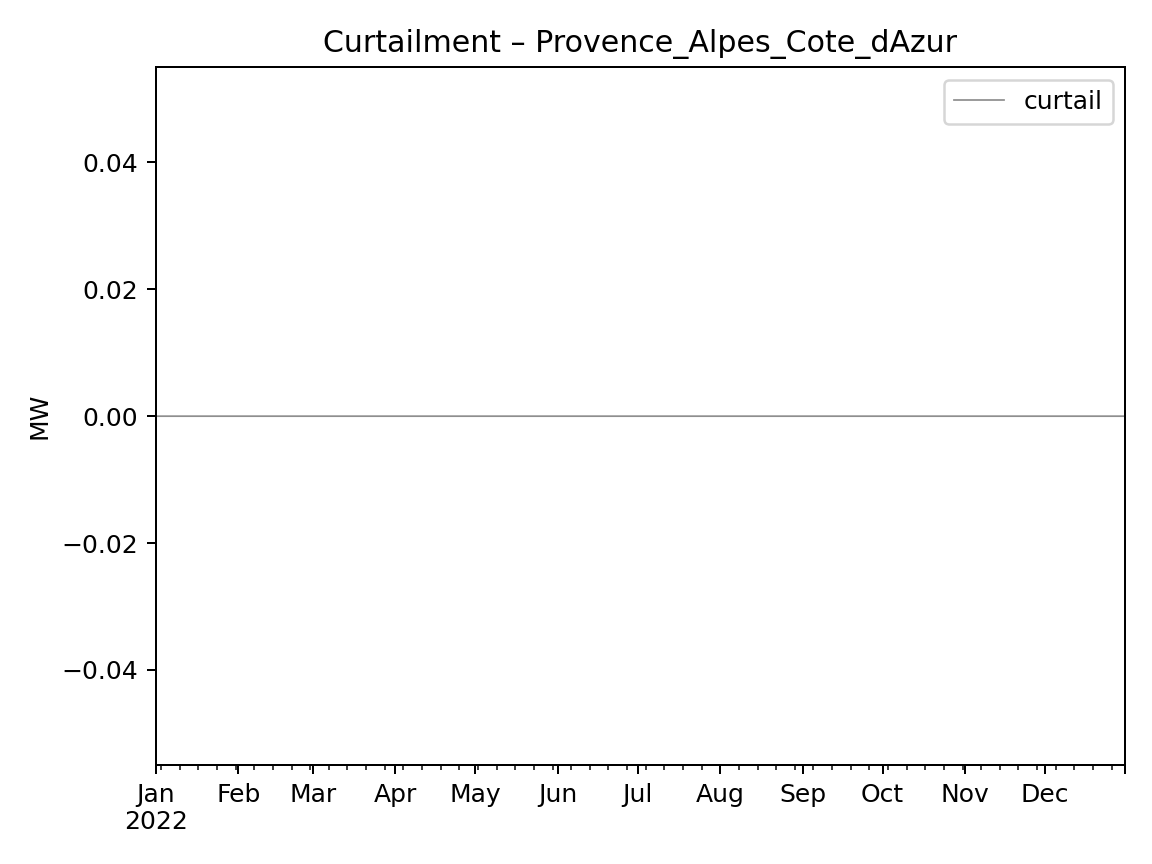 Curtailment – Provence_Alpes_Cote_dAzur
curtail
MW
0.04
0.02
0.00
−0.02
−0.04
Jan Feb Mar Apr May Jun Jul Aug Sep Oct Nov Dec
2022